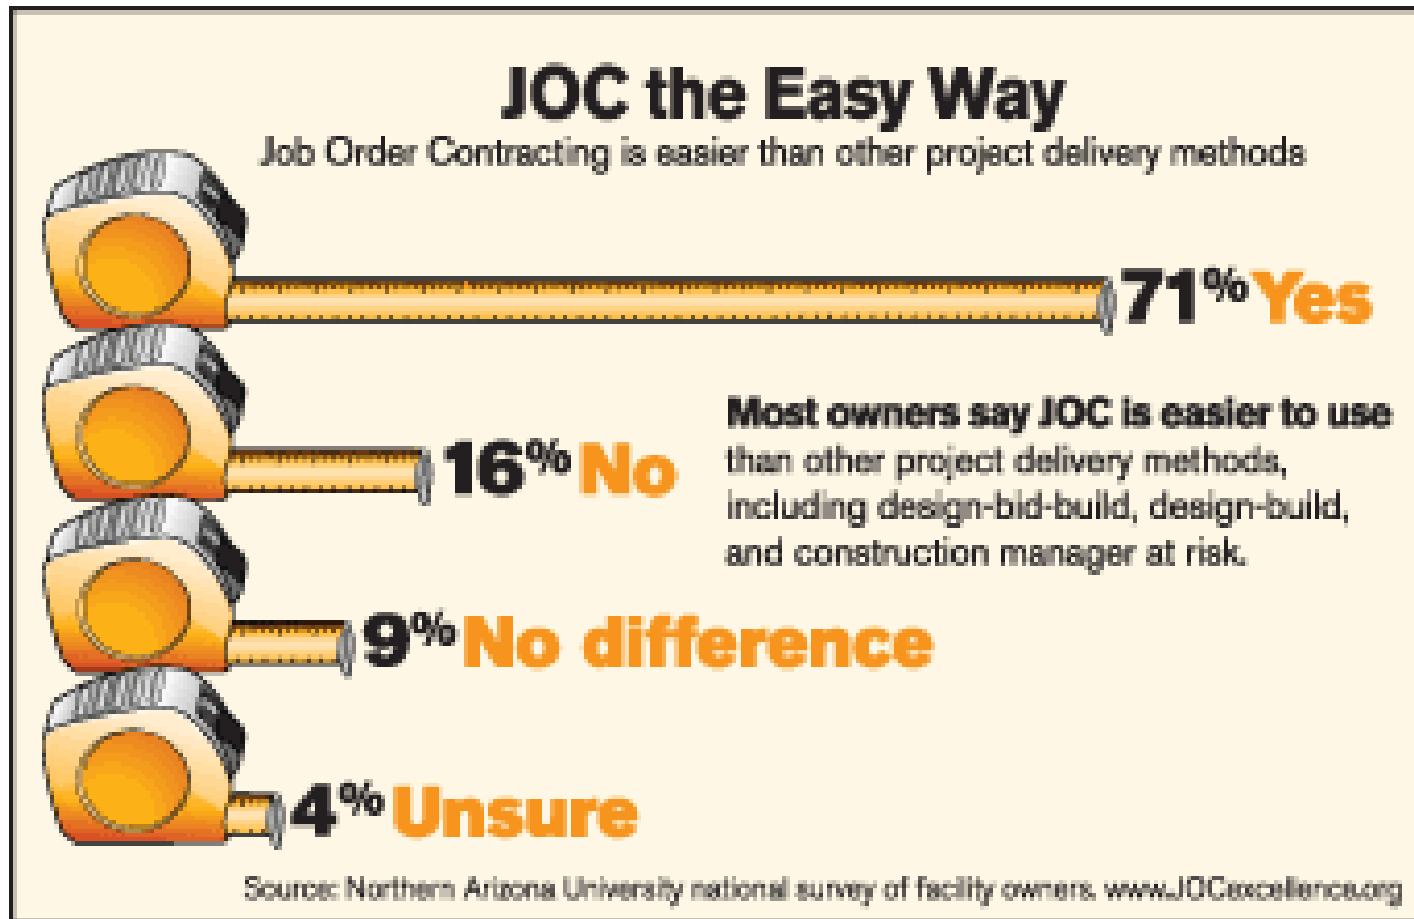 JOC the Easy Way
Job Order Contracting is easier than other project delivery methods
71% Yes
16% No
Most owners say JOC is easier to use
than other project delivery methods,
including design-bid-build, design-build,
and construction manager at risk.
9% No difference
4% Unsure
Source: Northern Arizona University national survey of facility owners. www.JOCexcellence.org